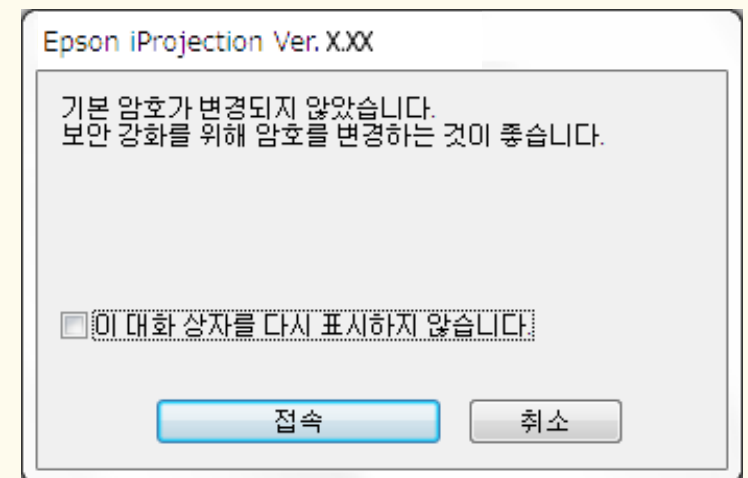 Epson iProjection Ver. X.XX
기본 암호가 변경되지 않았습니다.
보안 강화를 위해 암호를 변경하는 것이 좋습니다.
이 대화 상자를 다시 표시하지 않습니다.
접속
취소